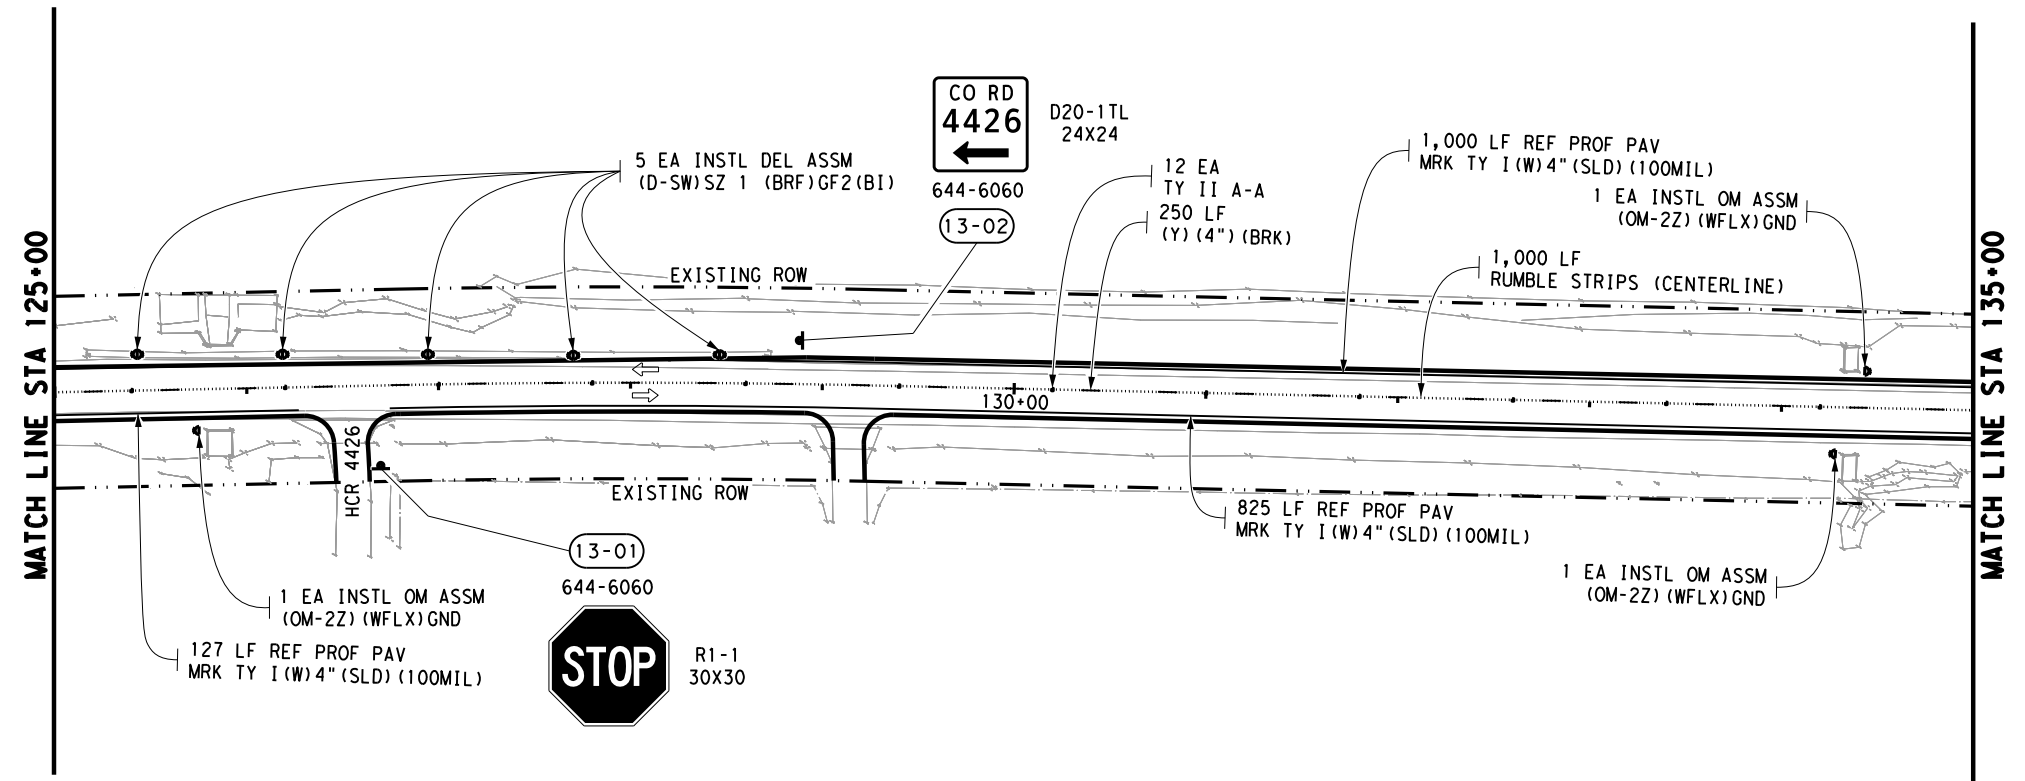 MATCH LINE STA 125+00
5 EA INSTL DEL ASSM
(D-SW)SZ 1 (BRF)GF2(BI)
CO RD
4426
D20-1TL
24X24
644-6060
13-02
12 EA
TY II A-A
250 LF
(Y)(4")(BRK)
1,000 LF REF PROF PAV
MRK TY I(W)4"(SLD)(100MIL)
1 EA INSTL OM ASSM
(OM-2Z)(WFLX)GND
1,000 LF
RUMBLE STRIPS (CENTERLINE)
EXISTING ROW
130+00
HCR 4426
EXISTING ROW
825 LF REF PROF PAV
MRK TY I(W)4"(SLD)(100MIL)
1 EA INSTL OM ASSM
(OM-2Z)(WFLX)GND
13-01
644-6060
STOP
R1-1
30X30
1 EA INSTL OM ASSM
(OM-2Z)(WFLX)GND
127 LF REF PROF PAV
MRK TY I(W)4"(SLD)(100MIL)
MATCH LINE STA 135+00